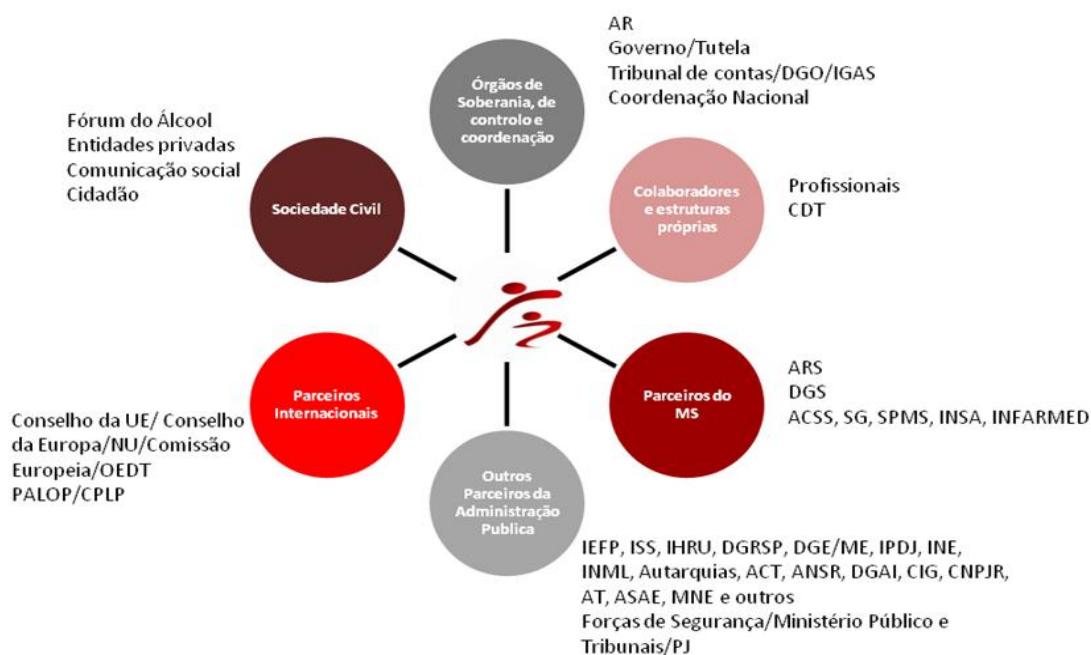 AR
Governo/Tutela
Tribunal de contas/DGO/IGAS
Coordenação Nacional
Órgãos de
Soberania, de
controlo e
coordenação
Fórum do Álcool
Entidades privadas
Comunicação social
Cidadão
Sociedade Civil
Colaboradores
e estruturas
próprias
Profissionais
CDT
Parceiros
Internacionais
Conselho da UE/ Conselho
da Europa/NU/Comissão
Europeia/OEDT
PALOP/CPLP
Parceiros do
MS
ARS
DGS
ACSS, SG, SPMS, INSA, INFARMED
Outros
Parceiros da
Administração
Publica
IEFP, ISS, IHRU, DGRSP, DGE/ME, IPDJ, INE,
INML, Autarquias, ACT, ANSR, DGAI, CIG, CNPJR,
AT, ASAE, MNE e outros
Forças de Segurança/Ministério Público e
Tribunais/PJ